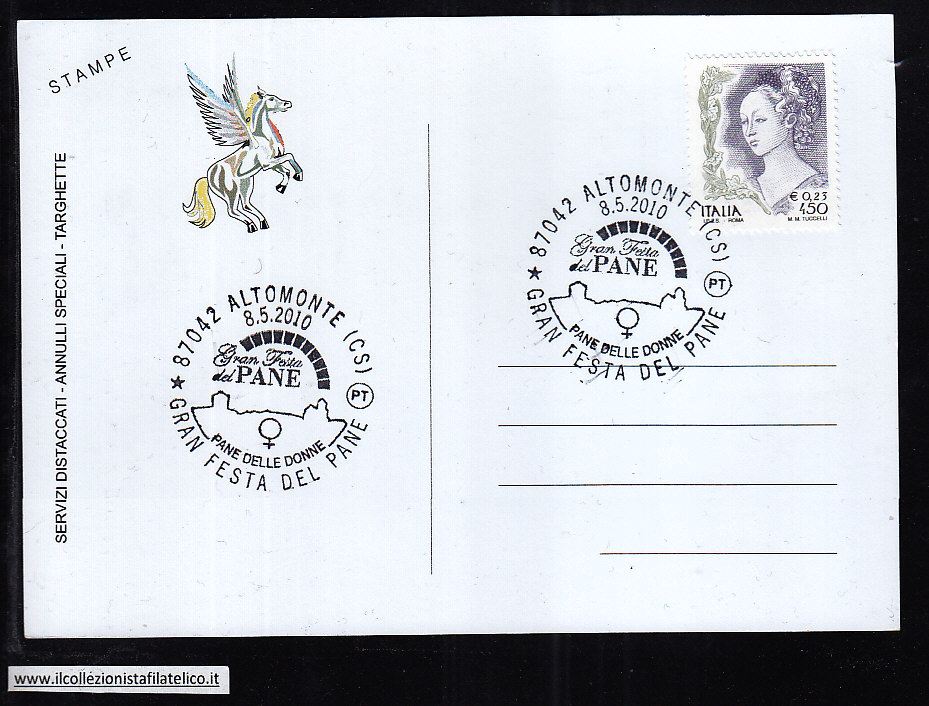 STAMPE
SERVIZI DISTACCATI - ANNULLI SPECIALI - TARGHETTE
★ 87042 ALTOMONTE (CS)
8.5.2010
Gran Festa
del PANE
PT
PANE DELLE DONNE
GRAN FESTA DEL PANE
ITALIA
€ 0,23
450
I.P.Z.S. - ROMA
M. M. TUCCELLI
★ 87042 ALTOMONTE (CS)
8.5.2010
Gran Festa
del PANE
PT
PANE DELLE DONNE
GRAN FESTA DEL PANE
www.ilcollezionistafilatelico.it